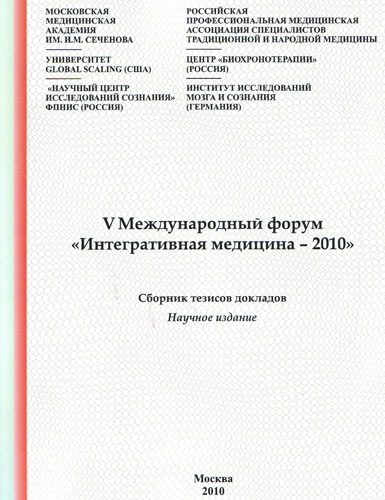 МОСКОВСКАЯ
МЕДИЦИНСКАЯ
АКАДЕМИЯ
ИМ. И.М. СЕЧЕНОВА
УНИВЕРСИТЕТ
GLOBAL SCALING (США)
«НАУЧНЫЙ ЦЕНТР
ИССЛЕДОВАНИЙ СОЗНАНИЯ»
ФПНИС (РОССИЯ)
РОССИЙСКАЯ
ПРОФЕССИОНАЛЬНАЯ МЕДИЦИНСКАЯ
АССОЦИАЦИЯ СПЕЦИАЛИСТОВ
ТРАДИЦИОННОЙ И НАРОДНОЙ МЕДИЦИНЫ
ЦЕНТР «БИОХРОНОТЕРАПИИ»
(РОССИЯ)
ИНСТИТУТ ИССЛЕДОВАНИЙ
МОЗГА И СОЗНАНИЯ
(ГЕРМАНИЯ)
V Международный форум
«Интегративная медицина – 2010»
Сборник тезисов докладов
Научное издание
Москва
2010